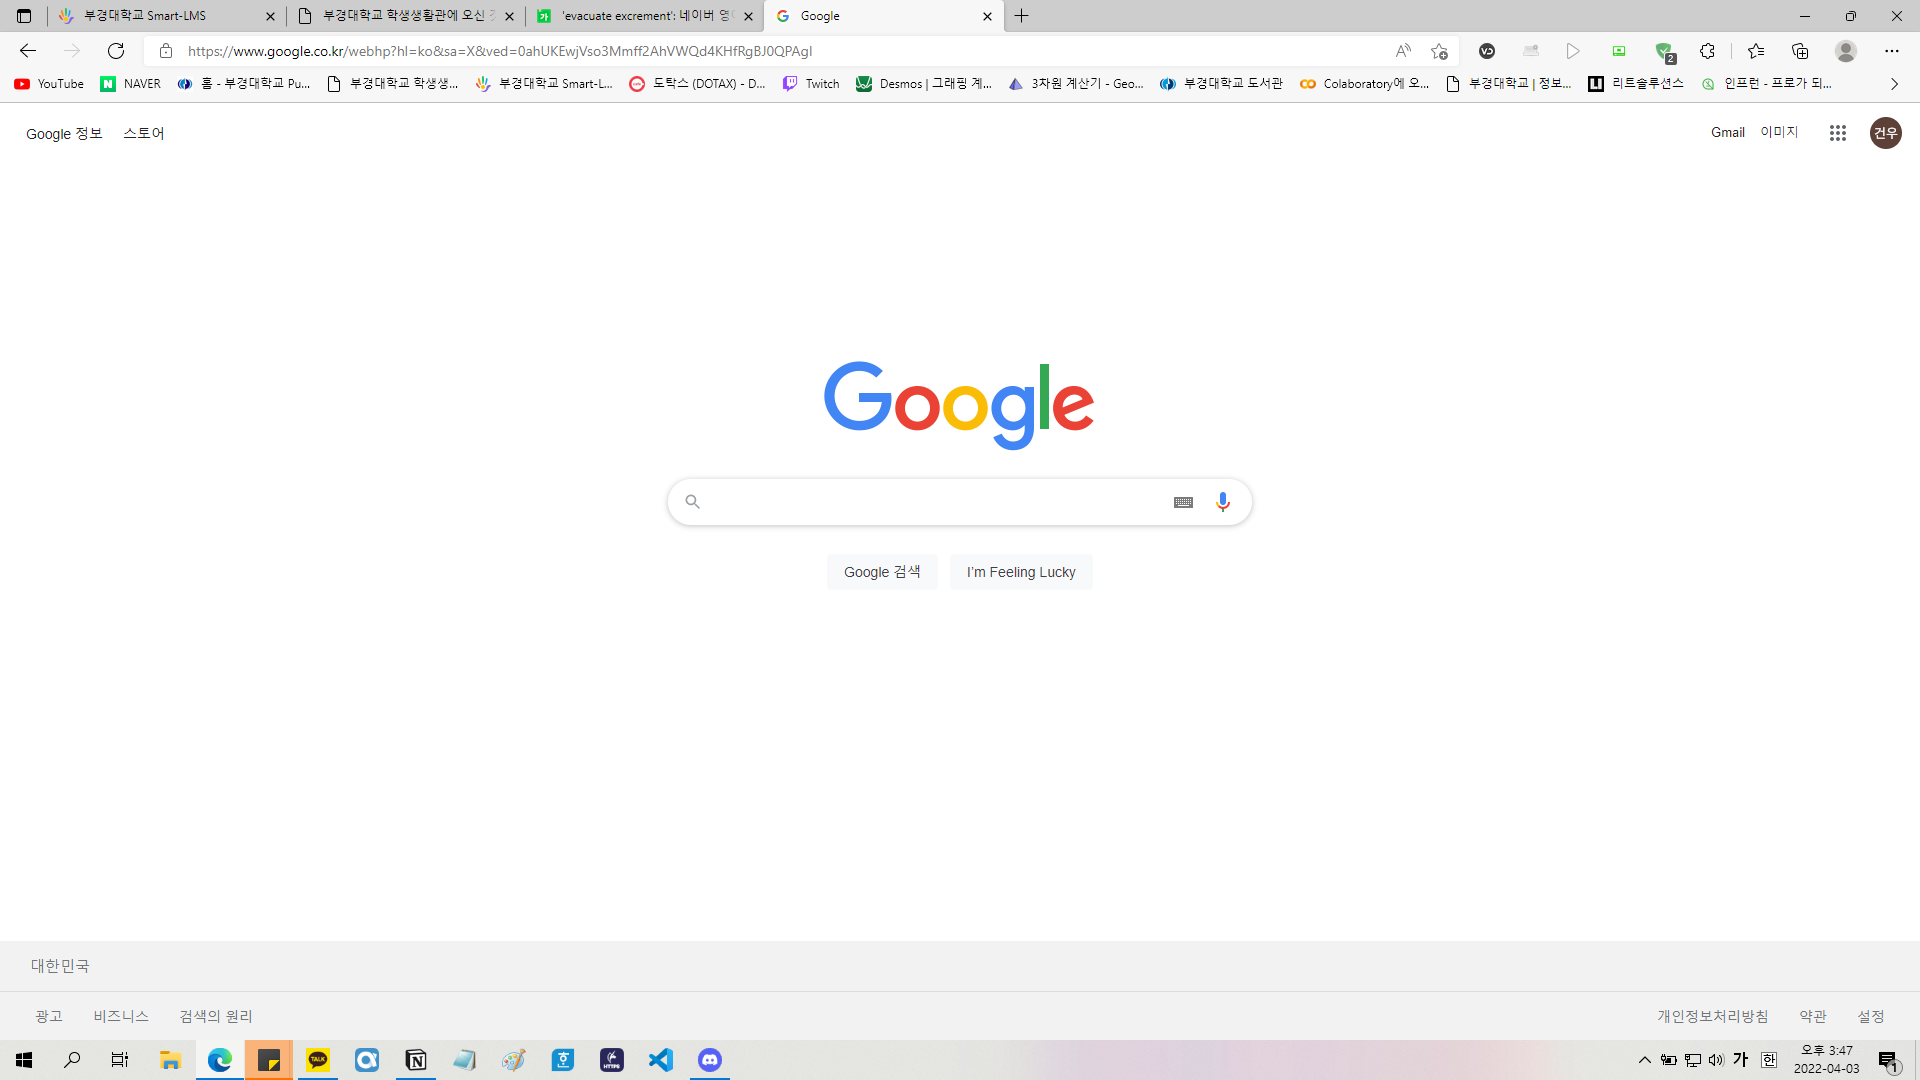 부경대학교 Smart-LMS
부경대학교 학생생활관에 오신 것
'evacuate excrement': 네이버 영어
Google
https://www.google.co.kr/webhp?hl=ko&sa=X&ved=0ahUKEwjVso3Mmff2AhVWQd4KHfRgBJ0QPAgI
2
YouTube
NAVER
홈 - 부경대학교 Pu...
부경대학교 학생생...
부경대학교 Smart-L...
도탁스 (DOTAX) - D...
Twitch
Desmos | 그래핑 계...
3차원 계산기 - Geo...
부경대학교 도서관
Colaboratory에 오...
부경대학교 | 정보...
리트솔루션스
인프런 - 프로가 되...
Google 정보
스토어
Gmail
이미지
건우
Google
Google 검색
I'm Feeling Lucky
대한민국
광고
비즈니스
검색의 원리
개인정보처리방침
약관
설정
TALK
HTTPS
가
한
오후 3:47
2022-04-03
1